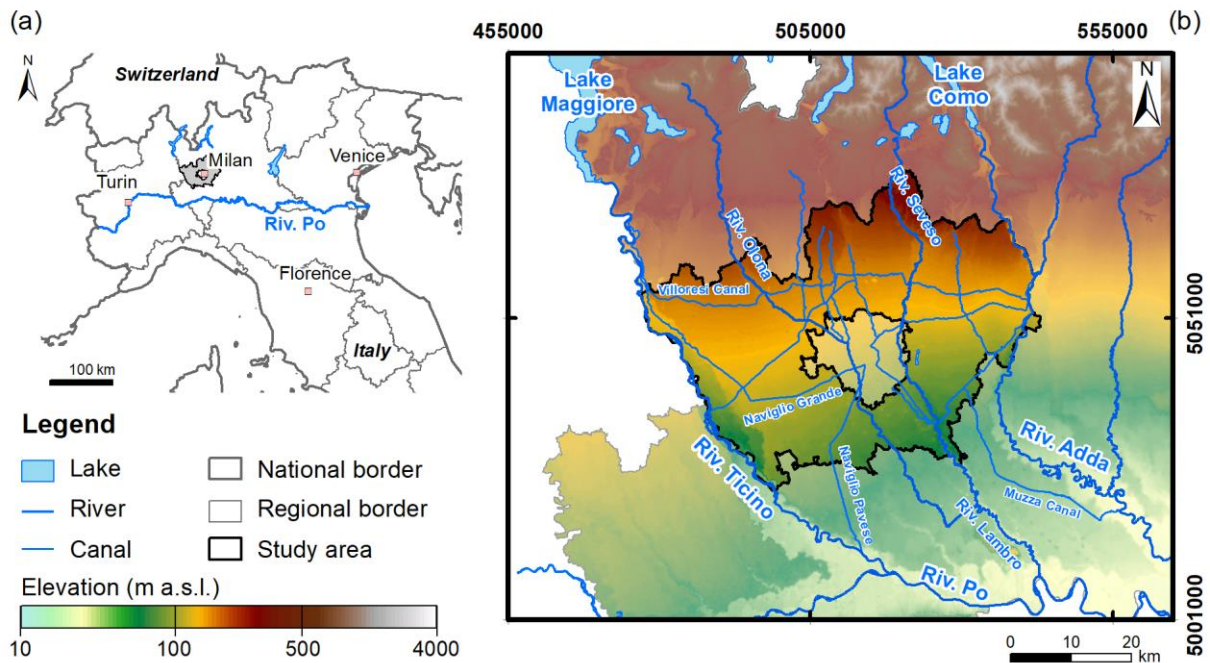 (a)
N
Switzerland
Milan
Venice
Turin
Riv. Po
Florence
Italy
100 km
Legend
Lake
River
Canal
National border
Regional border
Study area
Elevation (m a.s.l.)
10
100
500
4000
(b)
455000
505000
555000
N
Lake
Maggiore
Lake
Como
Riv. Seveso
Riv. Olona
Villoresi Canal
Naviglio Grande
Riv. Ticino
Naviglio Pavese
Riv. Adda
Muzza Canal
Riv. Lambro
Riv. Po
5051000
5001000
0 10 20
km